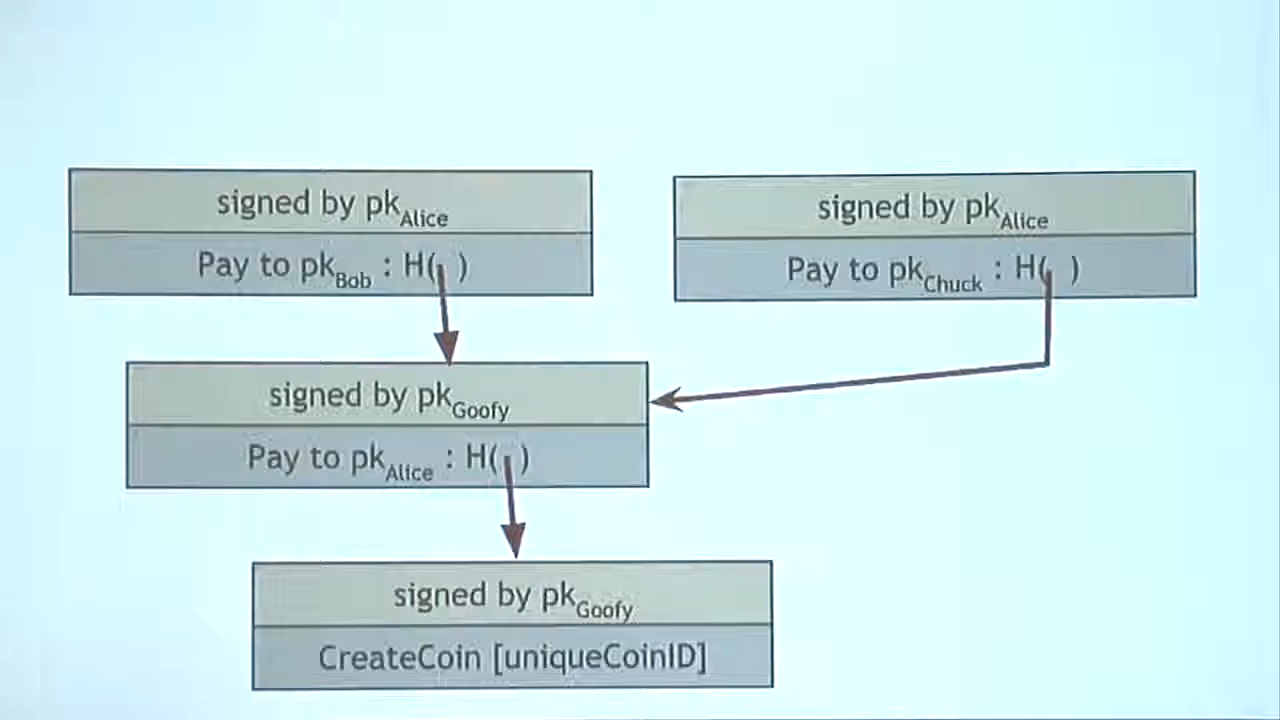 signed by pkAlice
Pay to pkBob : H( )
signed by pkAlice
Pay to pkChuck : H( )
signed by pkGoofy
Pay to pkAlice : H( )
signed by pkGoofy
CreateCoin [uniqueCoinID]